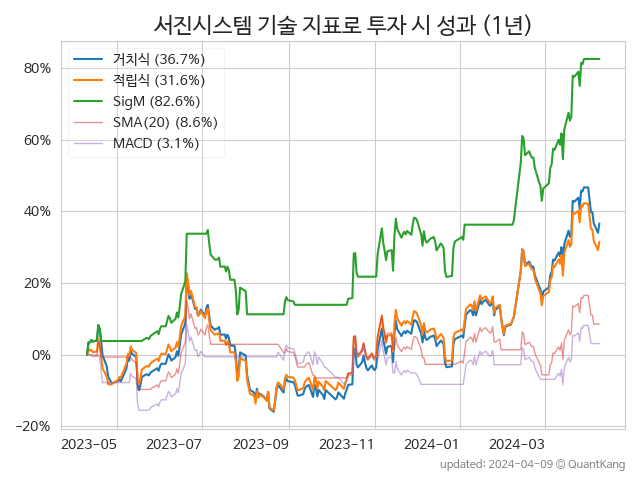 서진시스템 기술 지표로 투자 시 성과 (1년)
거치식 (36.7%)
적립식 (31.6%)
SigM (82.6%)
SMA(20) (8.6%)
MACD (3.1%)
80%
60%
40%
20%
0%
−20%
2023-05 2023-07 2023-09 2023-11 2024-01 2024-03
updated: 2024-04-09 © QuantKang